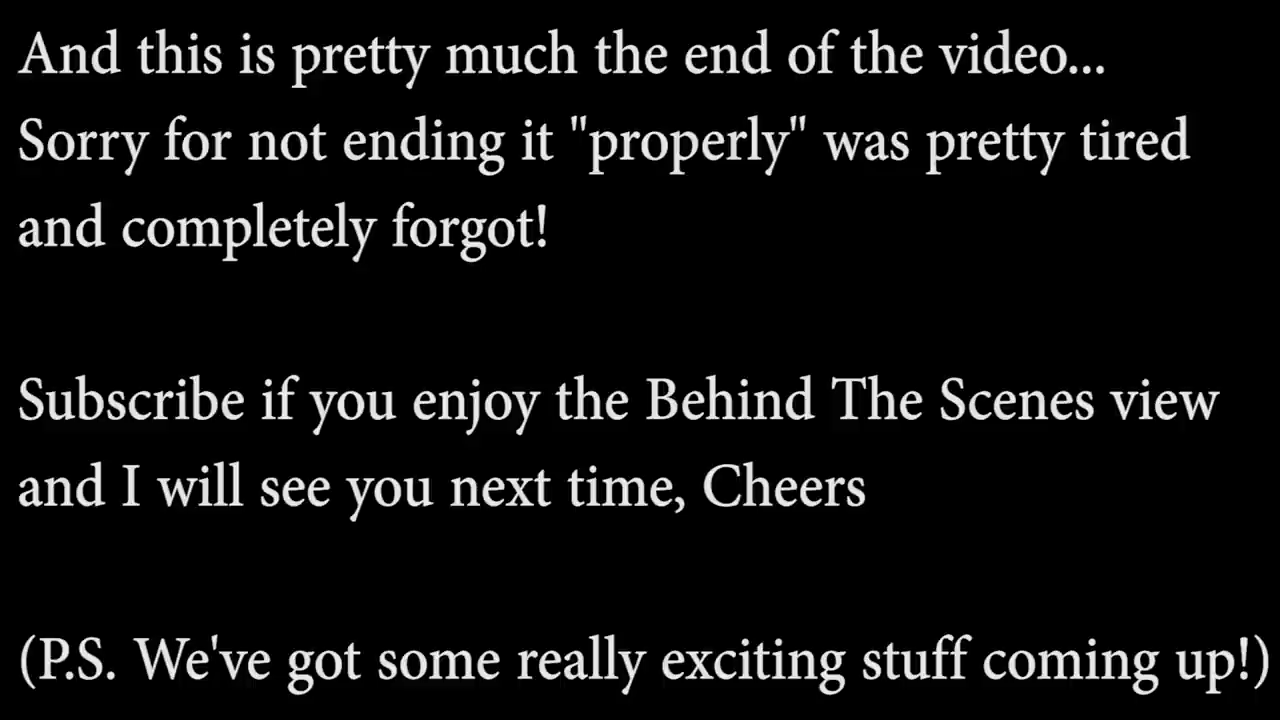 And this is pretty much the end of the video...
Sorry for not ending it "properly" was pretty tired
and completely forgot!
Subscribe if you enjoy the Behind The Scenes view
and I will see you next time, Cheers
(P.S. We've got some really exciting stuff coming up!)